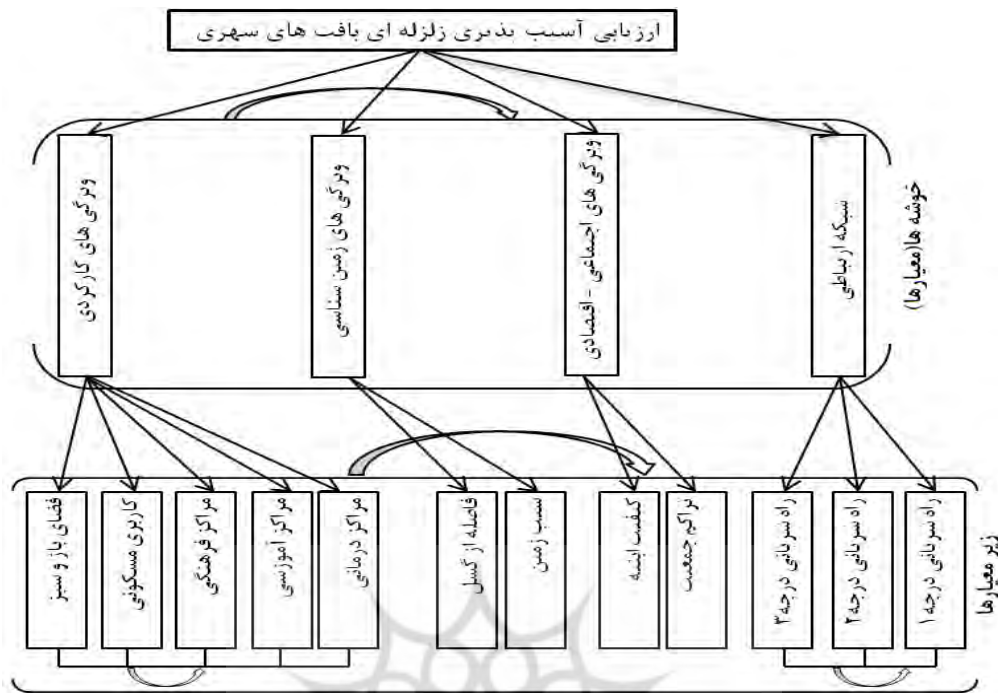 ارزیابی آسیب پذیری زلزله ای بافت های شهری
خوشه ها(معیارها)
شبکه ارتباطی
ویژگی های اجتماعی - اقتصادی
ویژگی های زمین شناسی
ویژگی های کارکردی
زیر معیارها
راه شریانی درجه ۱
راه شریانی درجه ۲
راه شریانی درجه ۳
تراکم جمعیت
کیفیت ابنیه
شیب زمین
فاصله از گسل
مراکز درمانی
مراکز آموزشی
مراکز فرهنگی
کاربری مسکونی
فضای باز و سبز